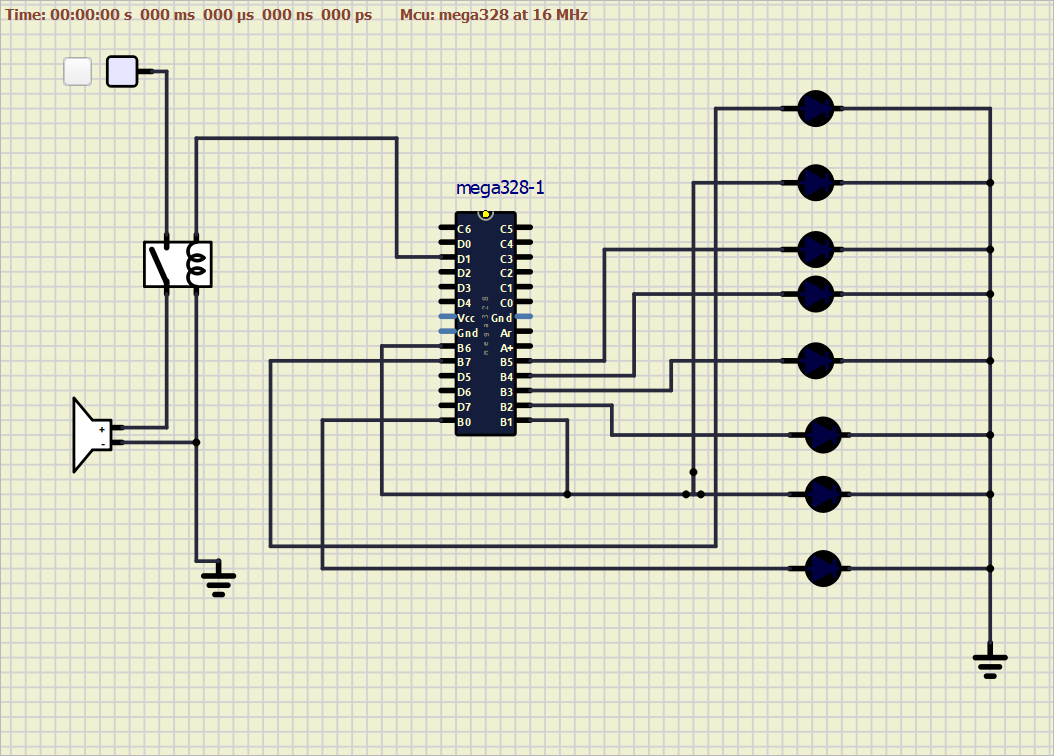 Time: 00:00:00 s 000 ms 000 µs 000 ns 000 ps Mcu: mega328 at 16 MHz
mega328-1
C6 C5
D0 C4
D1 C3
D2 C2
D3 C1
D4 C0
Vcc Gnd
Gnd Ar
B6 A+
B7 B5
D5 B4
D6 B3
D7 B2
B0 B1
mega328
+
-